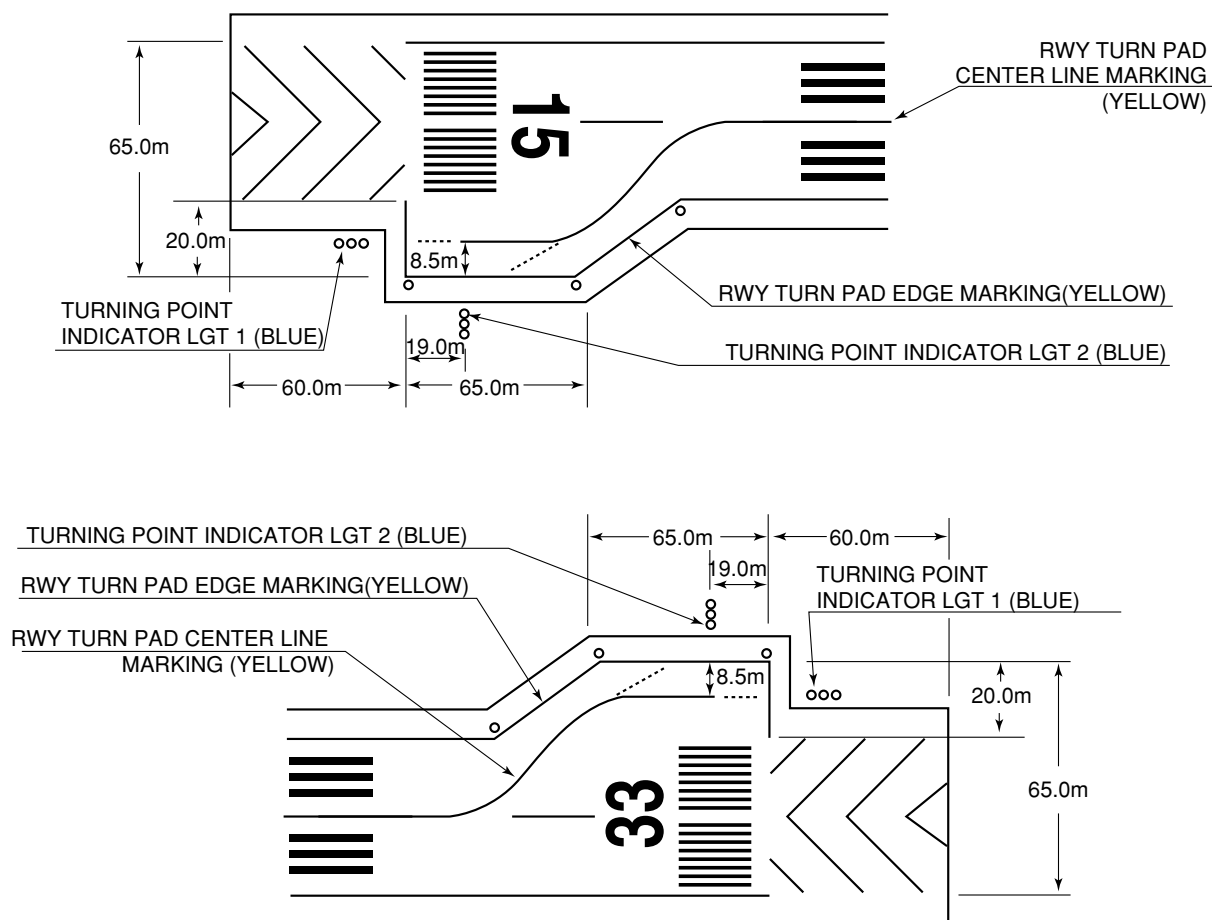 RWY TURN PAD
CENTER LINE MARKING
(YELLOW)
15
65.0m
20.0m
8.5m
TURNING POINT
INDICATOR LGT 1 (BLUE)
RWY TURN PAD EDGE MARKING(YELLOW)
19.0m
TURNING POINT INDICATOR LGT 2 (BLUE)
60.0m
65.0m
TURNING POINT INDICATOR LGT 2 (BLUE)
65.0m
60.0m
19.0m
TURNING POINT
INDICATOR LGT 1 (BLUE)
RWY TURN PAD EDGE MARKING(YELLOW)
RWY TURN PAD CENTER LINE
MARKING (YELLOW)
8.5m
20.0m
65.0m
33